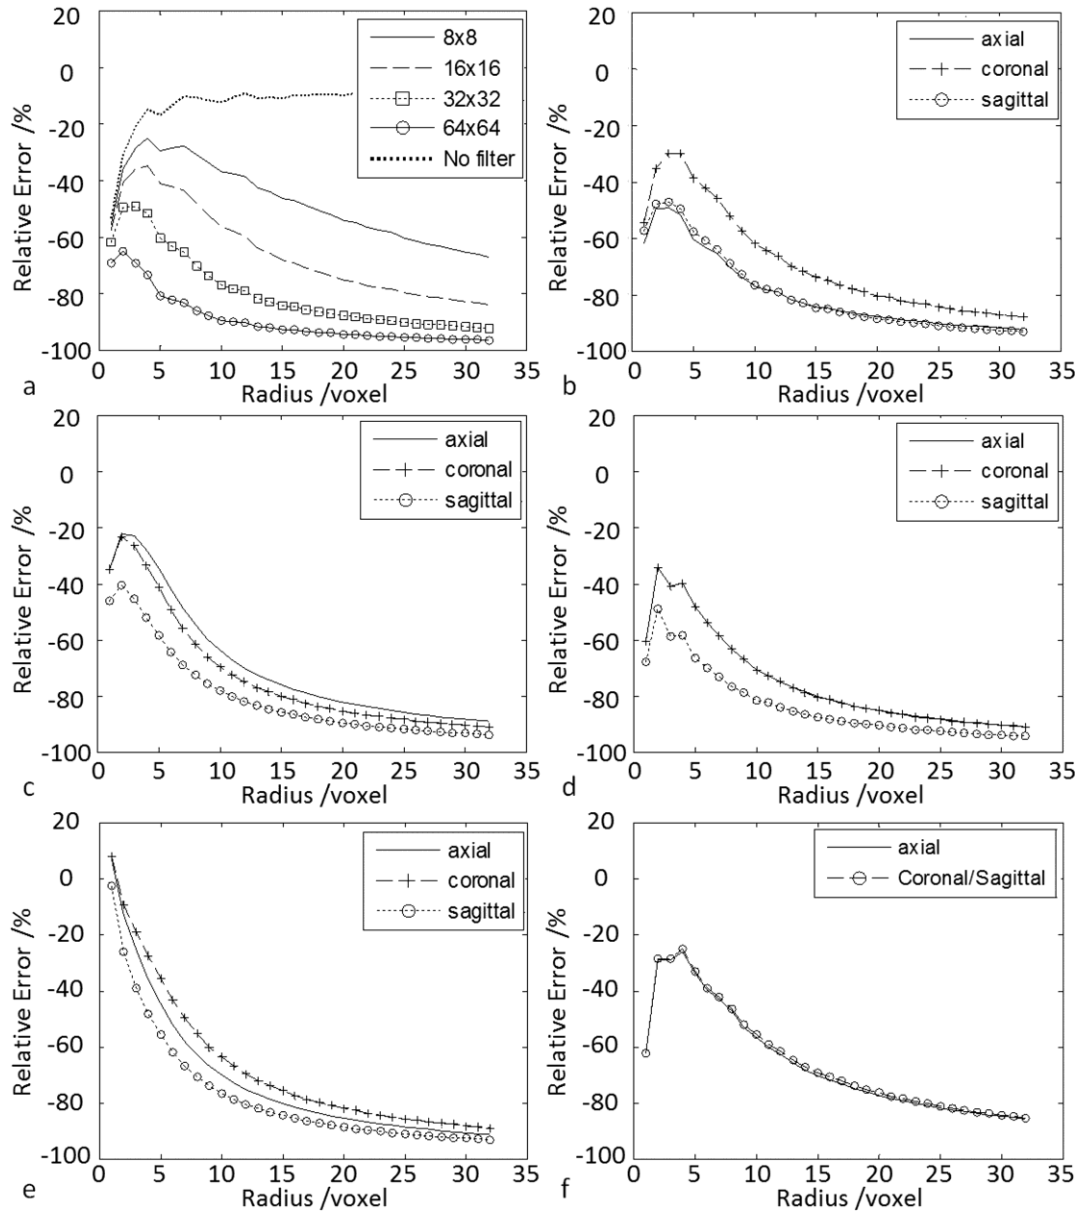 20
0
-20
-40
-60
-80
-100
Relative Error /%
8x8
16x16
32x32
64x64
No filter
0 5 10 15 20 25 30 35
Radius /voxel
a
20
0
-20
-40
-60
-80
-100
Relative Error /%
axial
coronal
sagittal
0 5 10 15 20 25 30 35
Radius /voxel
b
20
0
-20
-40
-60
-80
-100
Relative Error /%
axial
coronal
sagittal
0 5 10 15 20 25 30 35
Radius /voxel
c
20
0
-20
-40
-60
-80
-100
Relative Error /%
axial
coronal
sagittal
0 5 10 15 20 25 30 35
Radius /voxel
d
20
0
-20
-40
-60
-80
-100
Relative Error /%
axial
coronal
sagittal
0 5 10 15 20 25 30 35
Radius /voxel
e
20
0
-20
-40
-60
-80
-100
Relative Error /%
axial
Coronal/Sagittal
0 5 10 15 20 25 30 35
Radius /voxel
f